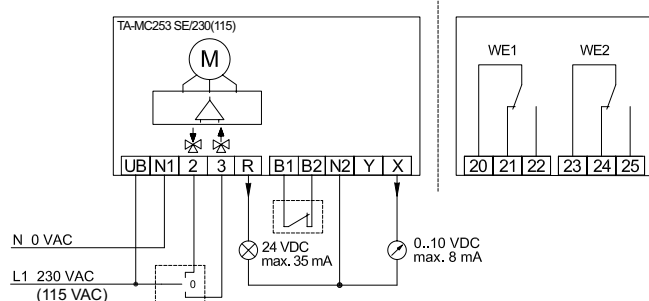 TA-MC253 SE/230(115)
M
UB N1 2 3 R B1 B2 N2 Y X
WE1 WE2
20 21 22 23 24 25
N 0 VAC
L1 230 VAC
(115 VAC)
0
24 VDC
max. 35 mA
0..10 VDC
max. 8 mA